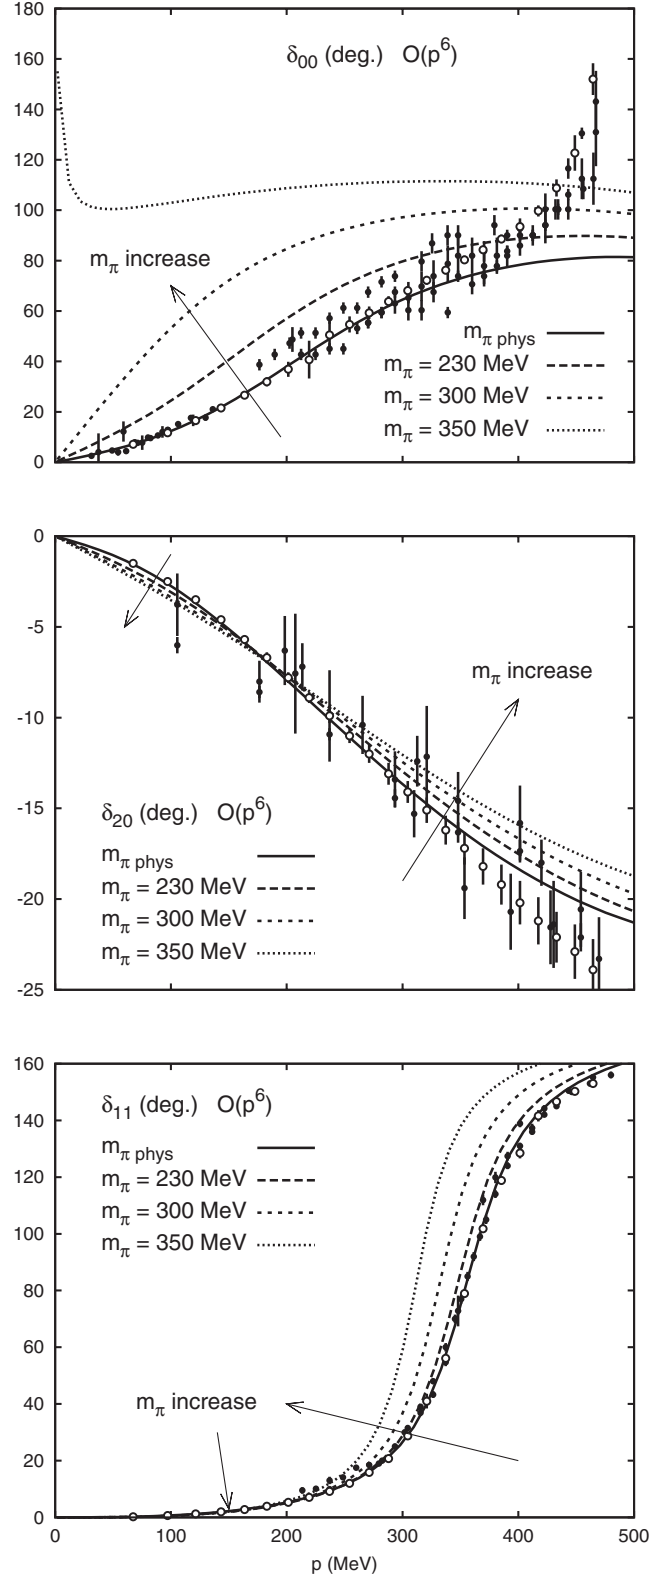 180
160
140
120
100
80
60
40
20
0
δ00 (deg.) O(p^6)
mπ increase
mπ phys
mπ = 230 MeV
mπ = 300 MeV
mπ = 350 MeV
0
-5
-10
-15
-20
-25
mπ increase
δ20 (deg.) O(p^6)
mπ phys
mπ = 230 MeV
mπ = 300 MeV
mπ = 350 MeV
160
140
120
100
80
60
40
20
0
δ11 (deg.) O(p^6)
mπ phys
mπ = 230 MeV
mπ = 300 MeV
mπ = 350 MeV
mπ increase
0 100 200 300 400 500
p (MeV)